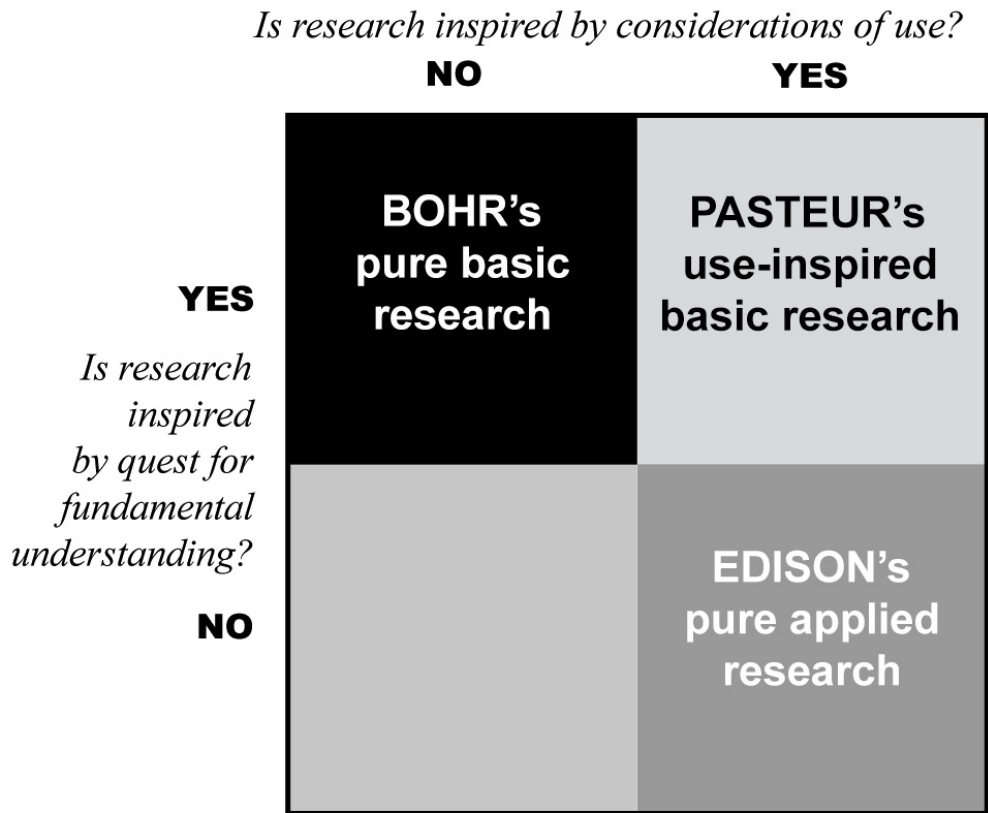 Is research inspired by considerations of use?
NO
YES
BOHR’s
pure basic
research
PASTEUR’s
use-inspired
basic research
YES
Is research
inspired
by quest for
fundamental
understanding?
NO
EDISON’s
pure applied
research